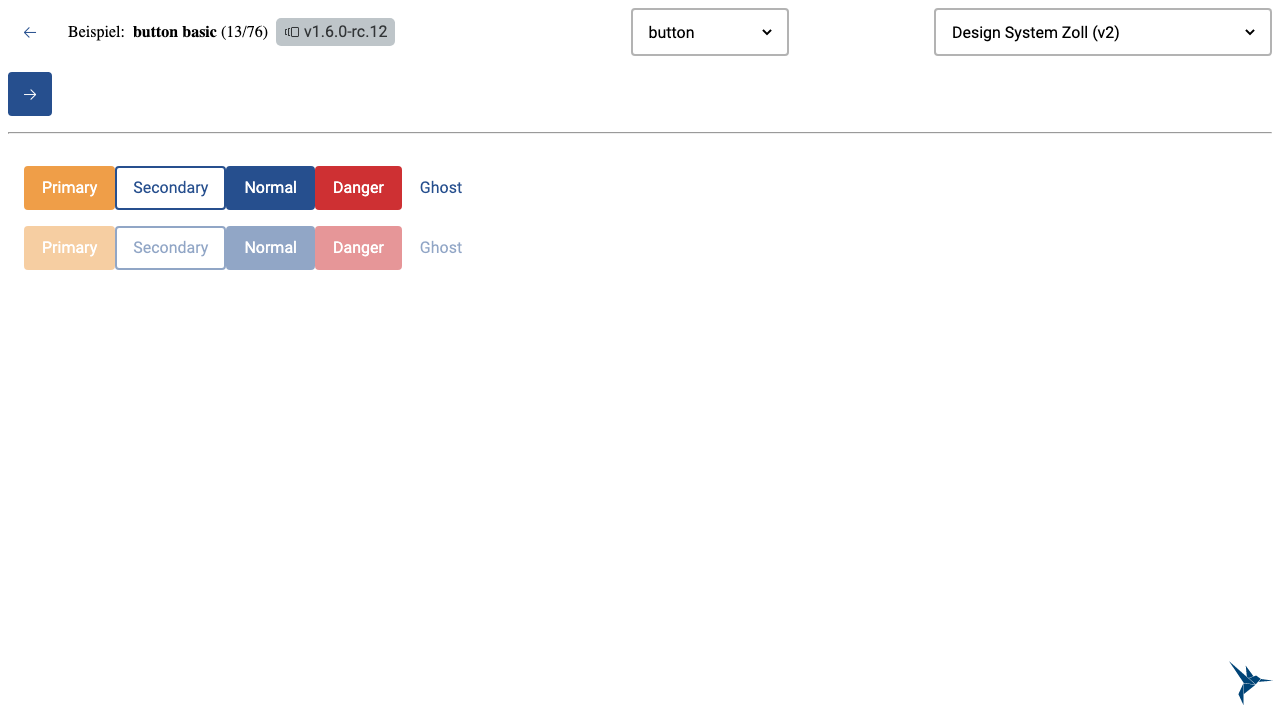 Beispiel: button basic (13/76) v1.6.0-rc.12 button Design System Zoll (v2)
Primary Secondary Normal Danger Ghost
Primary Secondary Normal Danger Ghost